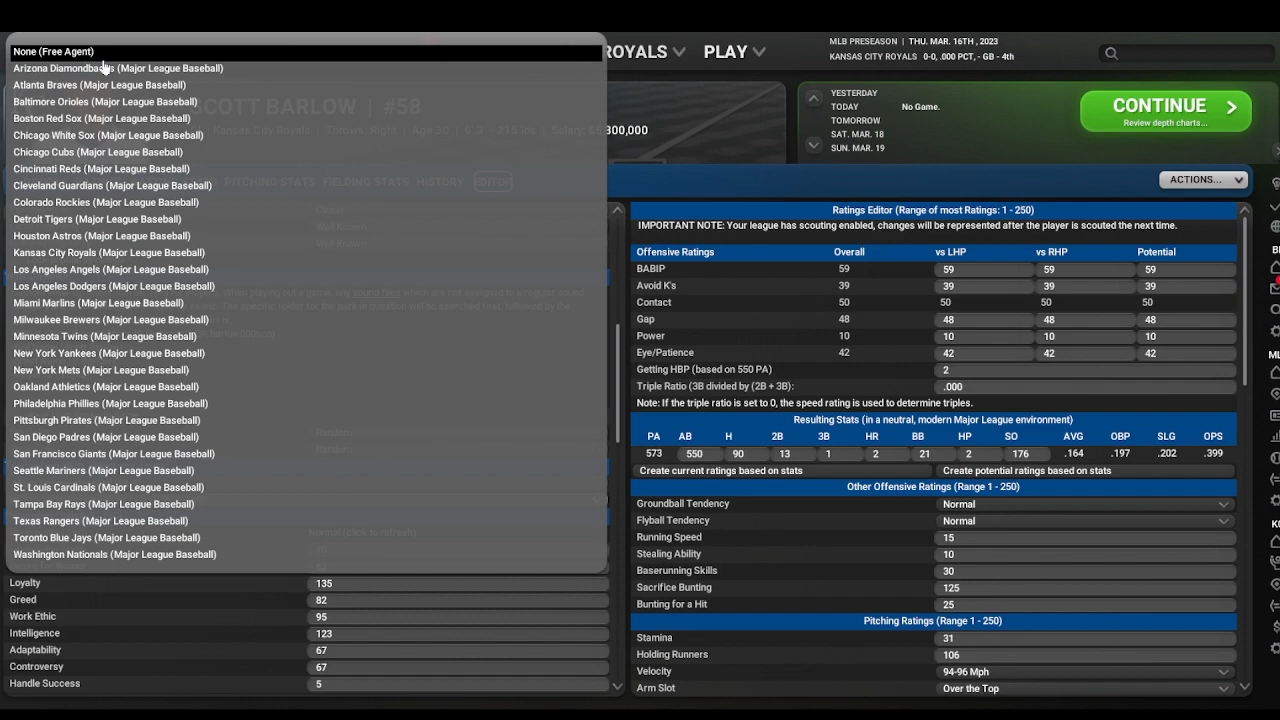 None (Free Agent)
Arizona Diamondbacks (Major League Baseball)
Atlanta Braves (Major League Baseball)
Baltimore Orioles (Major League Baseball)
Boston Red Sox (Major League Baseball)
Chicago White Sox (Major League Baseball)
Chicago Cubs (Major League Baseball)
Cincinnati Reds (Major League Baseball)
Cleveland Guardians (Major League Baseball)
Colorado Rockies (Major League Baseball)
Detroit Tigers (Major League Baseball)
Houston Astros (Major League Baseball)
Kansas City Royals (Major League Baseball)
Los Angeles Angels (Major League Baseball)
Los Angeles Dodgers (Major League Baseball)
Miami Marlins (Major League Baseball)
Milwaukee Brewers (Major League Baseball)
Minnesota Twins (Major League Baseball)
New York Yankees (Major League Baseball)
New York Mets (Major League Baseball)
Oakland Athletics (Major League Baseball)
Philadelphia Phillies (Major League Baseball)
Pittsburgh Pirates (Major League Baseball)
San Diego Padres (Major League Baseball)
San Francisco Giants (Major League Baseball)
Seattle Mariners (Major League Baseball)
St. Louis Cardinals (Major League Baseball)
Tampa Bay Rays (Major League Baseball)
Texas Rangers (Major League Baseball)
Toronto Blue Jays (Major League Baseball)
Washington Nationals (Major League Baseball)
Loyalty 135
Greed 82
Work Ethic 95
Intelligence 123
Adaptability 67
Controversy 67
Handle Success 5
SCOTT BARLOW | #58
Kansas City Royals | Throws: Right | Age 30
PITCHING STATS FIELDING STATS HISTORY EDITOR
ROYALS PLAY
MLB PRESEASON | THU. MAR. 16TH , 2023
KANSAS CITY ROYALS 0-0, .000 PCT, - GB - 4th
YESTERDAY
TODAY No Game.
TOMORROW
SAT. MAR. 18
SUN. MAR. 19
CONTINUE
Review depth charts...
ACTIONS...
Ratings Editor (Range of most Ratings: 1 - 250)
IMPORTANT NOTE: Your league has scouting enabled, changes will be represented after the player is scouted the next time.
Offensive Ratings Overall vs LHP vs RHP Potential
BABIP 59 59 59 59
Avoid K's 39 39 39 39
Contact 50 50 50 50
Gap 48 48 48 48
Power 10 10 10 10
Eye/Patience 42 42 42 42
Getting HBP (based on 550 PA) 2
Triple Ratio (3B divided by (2B + 3B): .000
Note: If the triple ratio is set to 0, the speed rating is used to determine triples.
Resulting Stats (in a neutral, modern Major League environment)
PA AB H 2B 3B HR BB HP SO AVG OBP SLG OPS
573 550 90 13 1 2 21 2 176 .164 .197 .202 .399
Create current ratings based on stats Create potential ratings based on stats
Other Offensive Ratings (Range 1 - 250)
Groundball Tendency Normal
Flyball Tendency Normal
Running Speed 15
Stealing Ability 10
Baserunning Skills 30
Sacrifice Bunting 125
Bunting for a Hit 25
Pitching Ratings (Range 1 - 250)
Stamina 31
Holding Runners 106
Velocity 94-96 Mph
Arm Slot Over the Top